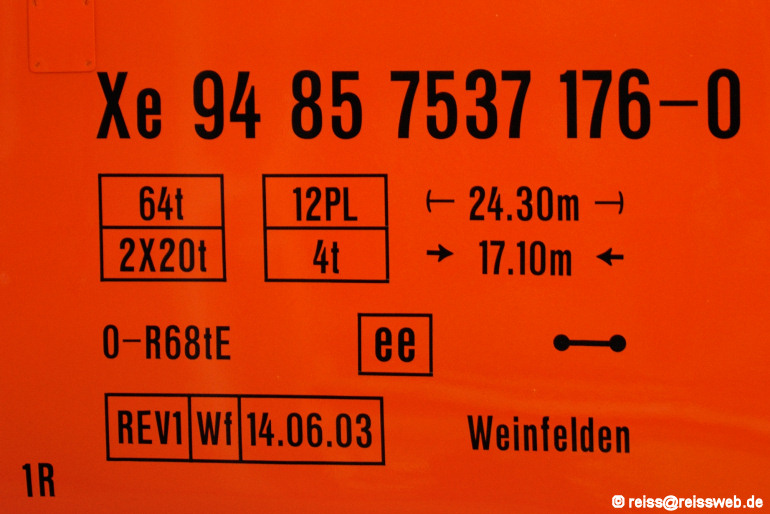 Xe 94 85 7537 176-0
64t 12PL 24.30m
2X20t 4t 17.10m
0-R68tE ee
REV1 Wf 14.06.03 Weinfelden
1R
© reiss@reissweb.de